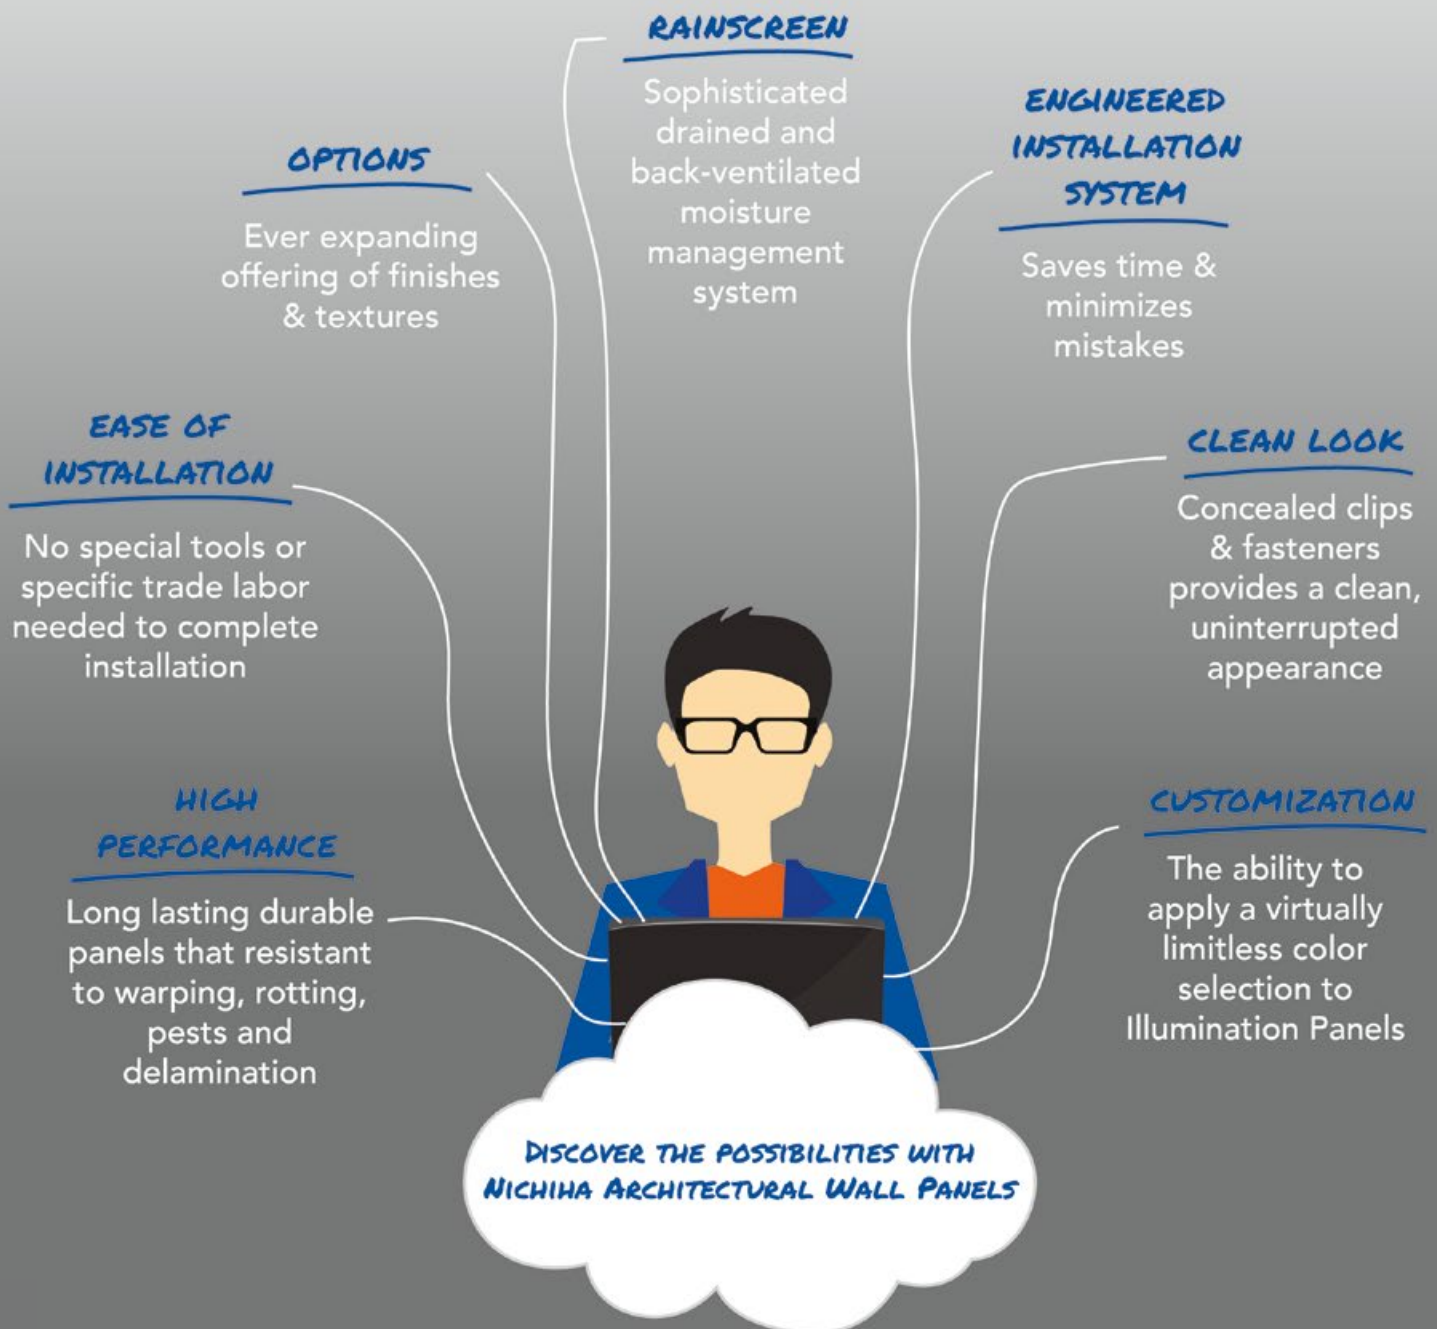 RAINSCREEN
Sophisticated
drained and
back-ventilated
moisture
management
system
ENGINEERED
INSTALLATION
SYSTEM
Saves time &
minimizes
mistakes
OPTIONS
Ever expanding
offering of finishes
& textures
EASE OF
INSTALLATION
No special tools or
specific trade labor
needed to complete
installation
CLEAN LOOK
Concealed clips
& fasteners
provides a clean,
uninterrupted
appearance
HIGH
PERFORMANCE
Long lasting durable
panels that resistant
to warping, rotting,
pests and
delamination
CUSTOMIZATION
The ability to
apply a virtually
limitless color
selection to
Illumination Panels
DISCOVER THE POSSIBILITIES WITH
NICHIHA ARCHITECTURAL WALL PANELS